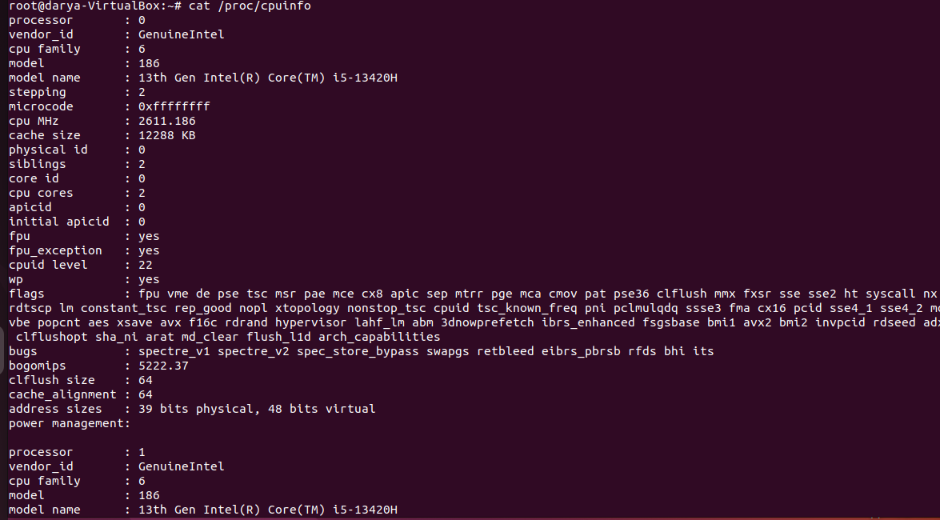 root@darya-VirtualBox:~# cat /proc/cpuinfo
processor : 0
vendor_id : GenuineIntel
cpu family : 6
model : 186
model name : 13th Gen Intel(R) Core(TM) i5-13420H
stepping : 2
microcode : 0xffffffff
cpu MHz : 2611.186
cache size : 12288 KB
physical id : 0
siblings : 2
core id : 0
cpu cores : 2
apicid : 0
initial apicid : 0
fpu : yes
fpu_exception : yes
cpuid level : 22
wp : yes
flags : fpu vme de pse tsc msr pae mce cx8 apic sep mtrr pge mca cmov pat pse36 clflush mmx fxsr sse sse2 ht syscall nx
rdtscp lm constant_tsc rep_good nopl xtopology nonstop_tsc cpuid tsc_known_freq pni pclmulqdq ssse3 fma cx16 pcid sse4_1 sse4_2 mo
vbe popcnt aes xsave avx f16c rdrand hypervisor lahf_lm abm 3dnowprefetch ibrs_enhanced fsgsbase bmi1 avx2 bmi2 invpcid rdseed adx
clflushopt sha_ni arat md_clear flush_l1d arch_capabilities
bugs : spectre_v1 spectre_v2 spec_store_bypass swapgs retbleed eibrs_pbrsb rfds bhi its
bogomips : 5222.37
clflush size : 64
cache_alignment : 64
address sizes : 39 bits physical, 48 bits virtual
power management:
processor : 1
vendor_id : GenuineIntel
cpu family : 6
model : 186
model name : 13th Gen Intel(R) Core(TM) i5-13420H